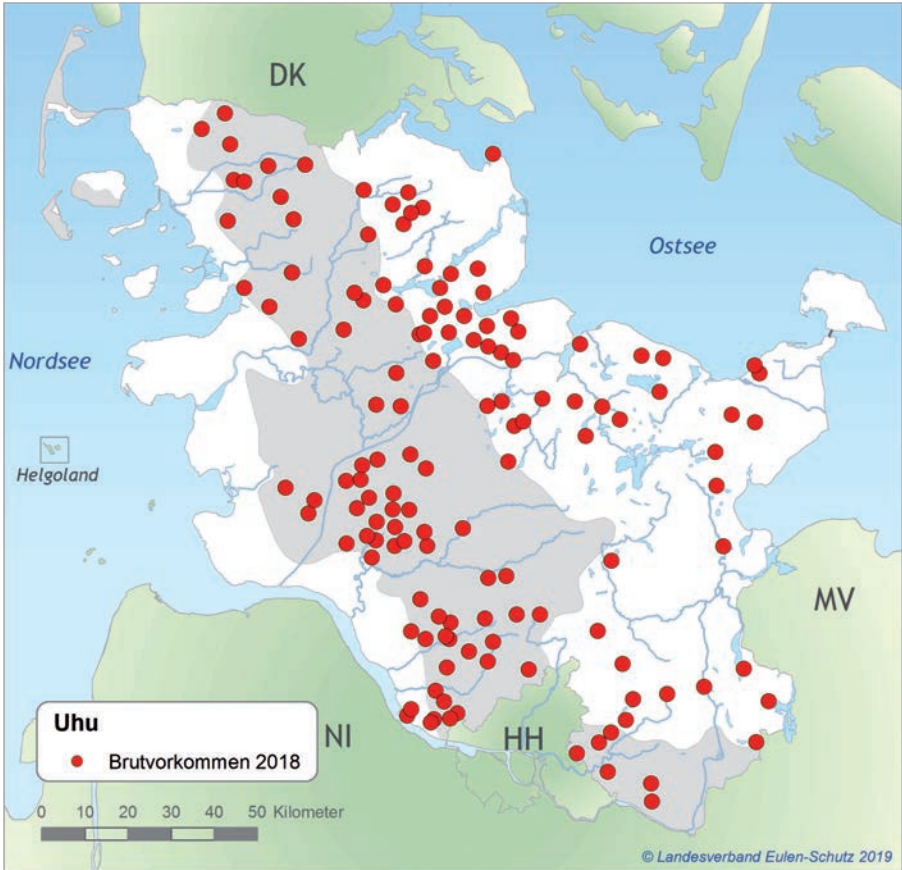 DK
Ostsee
Nordsee
Helgoland
MV
NI
HH
Uhu
Brutvorkommen 2018
0 10 20 30 40 50 Kilometer
© Landesverband Eulen-Schutz 2019